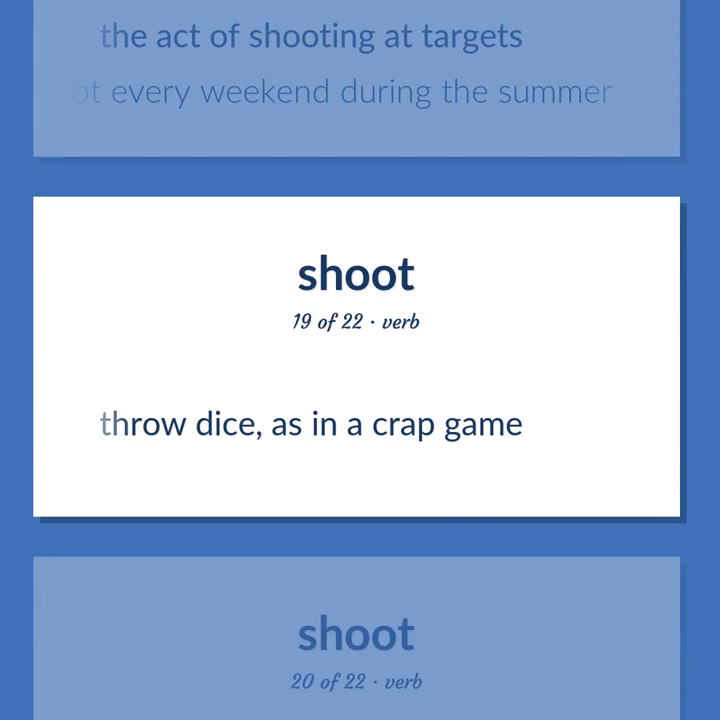 the act of shooting at targets
ot every weekend during the summer
shoot
19 of 22 · verb
throw dice, as in a crap game
shoot
20 of 22 · verb